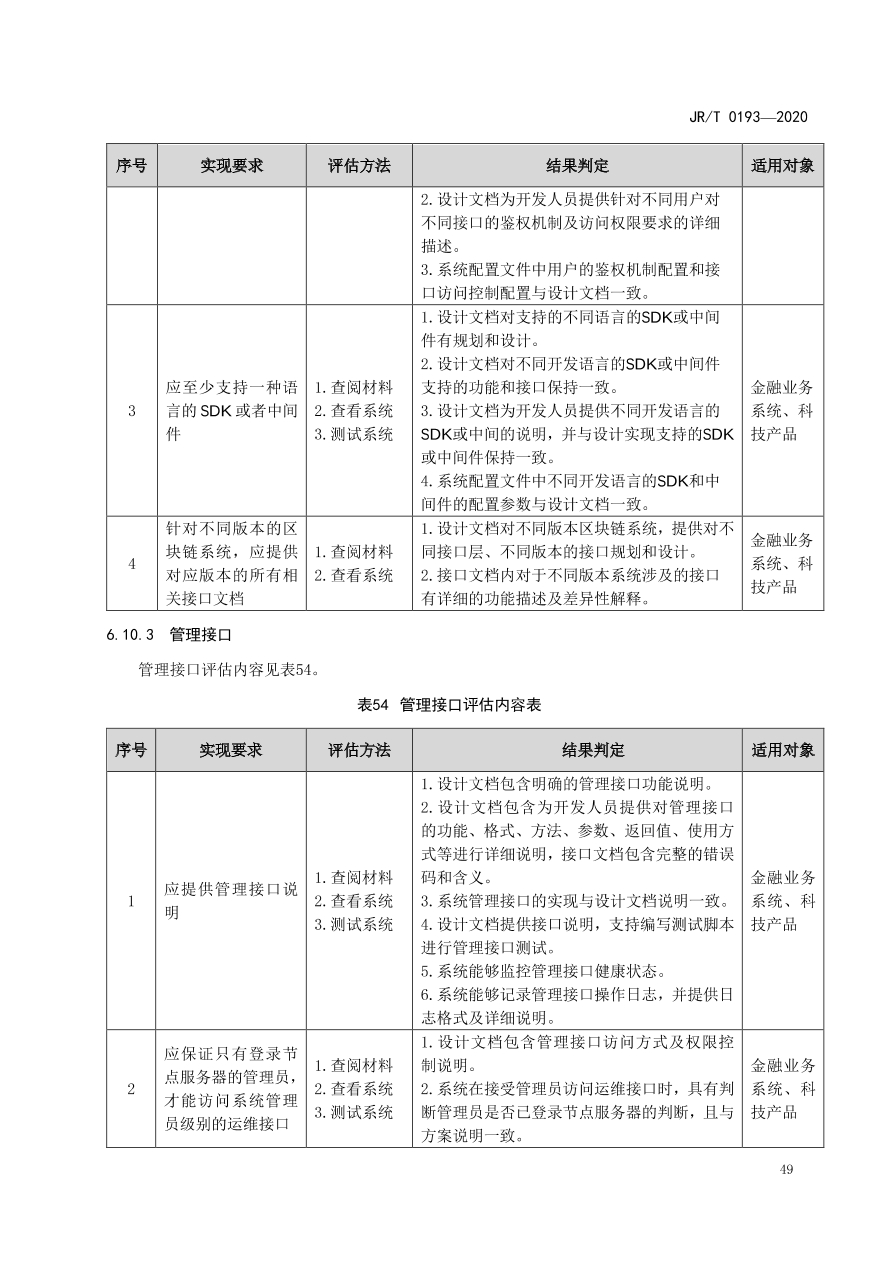 JR/T 0193—2020
序号 实现要求 评估方法 结果判定 适用对象
2.设计文档为开发人员提供针对不同用户对
不同接口的鉴权机制及访问权限要求的详细
描述。
3.系统配置文件中用户的鉴权机制配置和接
口访问控制配置与设计文档一致。
3
应至少支持一种语
言的 SDK 或者中间
件
1.查阅材料
2.查看系统
3.测试系统
1.设计文档对支持的不同语言的SDK或中间
件有规划和设计。
2.设计文档对不同开发语言的SDK或中间件
支持的功能和接口保持一致。
3.设计文档为开发人员提供不同开发语言的
SDK或中间的说明，并与设计实现支持的SDK
或中间件保持一致。
4.系统配置文件中不同开发语言的SDK和中
间件的配置参数与设计文档一致。
金融业务
系统、科
技产品
4
针对不同版本的区
块链系统，应提供
对应版本的所有相
关接口文档
1.查阅材料
2.查看系统
1.设计文档对不同版本区块链系统，提供对不
同接口层、不同版本的接口规划和设计。
2.接口文档内对于不同版本系统涉及的接口
有详细的功能描述及差异性解释。
金融业务
系统、科
技产品
6.10.3 管理接口
管理接口评估内容见表54。
表54 管理接口评估内容表
序号 实现要求 评估方法 结果判定 适用对象
1
应提供管理接口说
明
1.查阅材料
2.查看系统
3.测试系统
1.设计文档包含明确的管理接口功能说明。
2.设计文档包含为开发人员提供对管理接口
的功能、格式、方法、参数、返回值、使用方
式等进行详细说明，接口文档包含完整的错误
码和含义。
3.系统管理接口的实现与设计文档说明一致。
4.设计文档提供接口说明，支持编写测试脚本
进行管理接口测试。
5.系统能够监控管理接口健康状态。
6.系统能够记录管理接口操作日志，并提供日
志格式及详细说明。
金融业务
系统、科
技产品
2
应保证只有登录节
点服务器的管理员，
才能访问系统管理
员级别的运维接口
1.查阅材料
2.查看系统
3.测试系统
1.设计文档包含管理接口访问方式及权限控
制说明。
2.系统在接受管理员访问运维接口时，具有判
断管理员是否已登录节点服务器的判断，且与
方案说明一致。
金融业务
系统、科
技产品
49